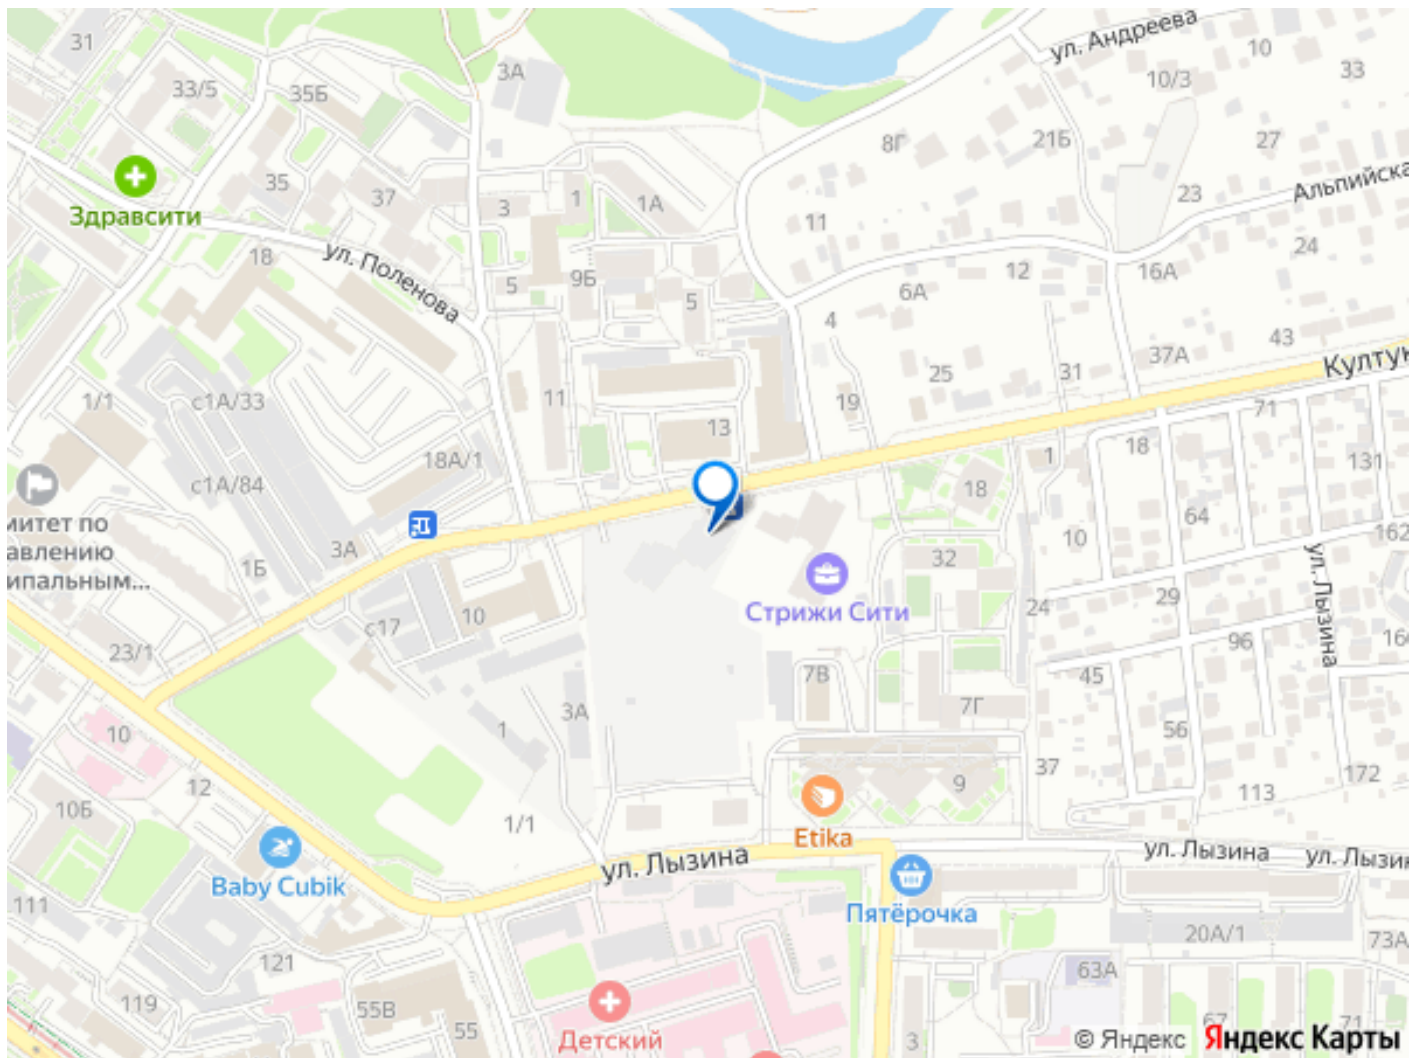 31
33/5
35Б
3А
ул. Андреева
10
10/3
33
8Г
21Б
27
Здравсити
35
37
3
1
1А
11
23
Альпийска
18
ул. Поленова
5
9Б
5
6А
12
16А
24
4
43
37А
Култук
1/1
с1А/33
11
25
31
19
71
13
18
18А/1
с1А/84
1
131
18
64
митет по
авлению
ипальным...
3А
1Б
10
162
32
Стрижи Сити
ул. Лызина
24
29
с17
10
23/1
96
16
45
7В
7Г
3А
1
56
10
12
37
9
172
113
10Б
1/1
Etika
ул. Лызина
ул. Лызина
ул. Лызин
Baby Cubik
Пятёрочка
111
20А/1
73А
121
63А
119
55В
55
Детский
3
67
71
© Яндекс Яндекс Карты